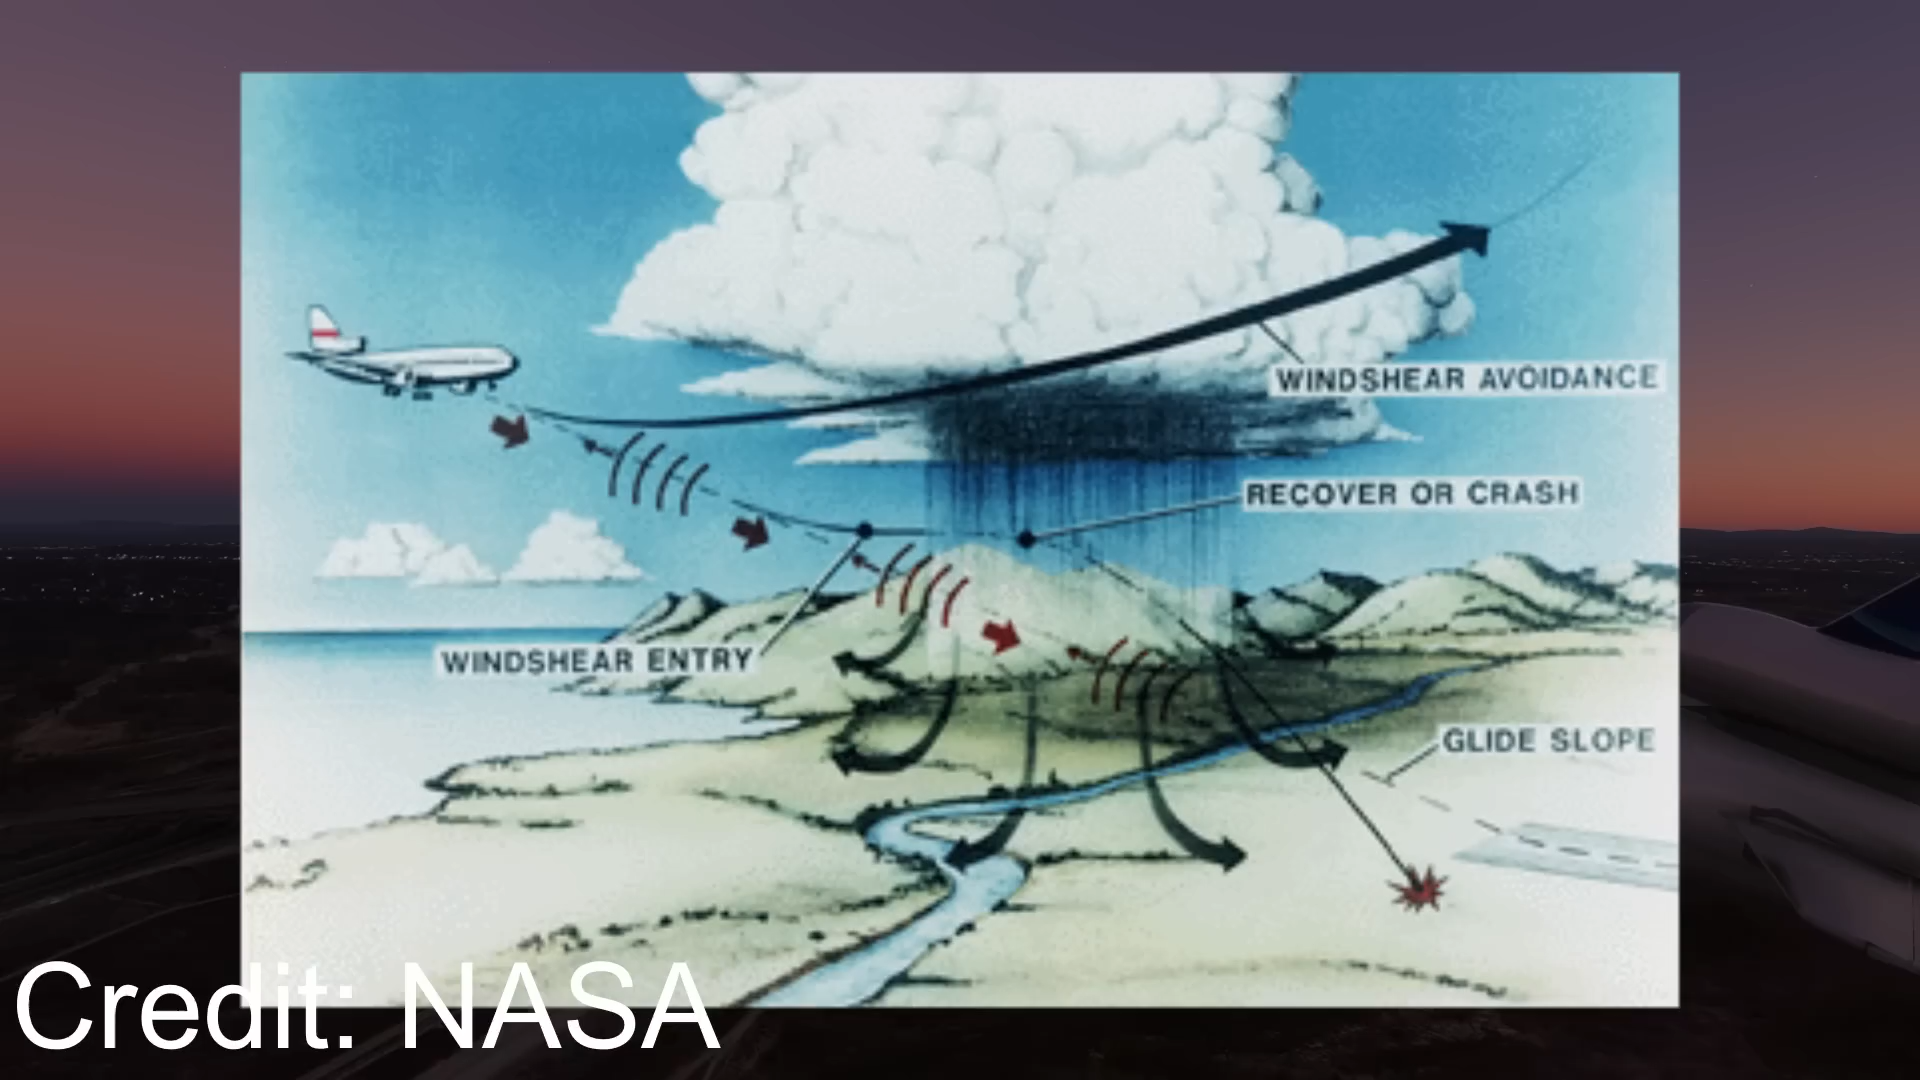 WINDSHEAR AVOIDANCE
RECOVER OR CRASH
WINDSHEAR ENTRY
GLIDE SLOPE
Credit: NASA